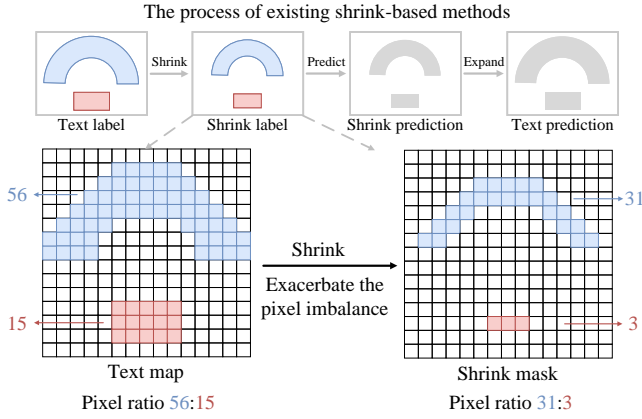 The process of existing shrink-based methods
Shrink
Predict
Expand
Text label
Shrink label
Shrink prediction
Text prediction
56
31
Shrink
Exacerbate the
pixel imbalance
15
3
Text map
Shrink mask
Pixel ratio 56:15
Pixel ratio 31:3